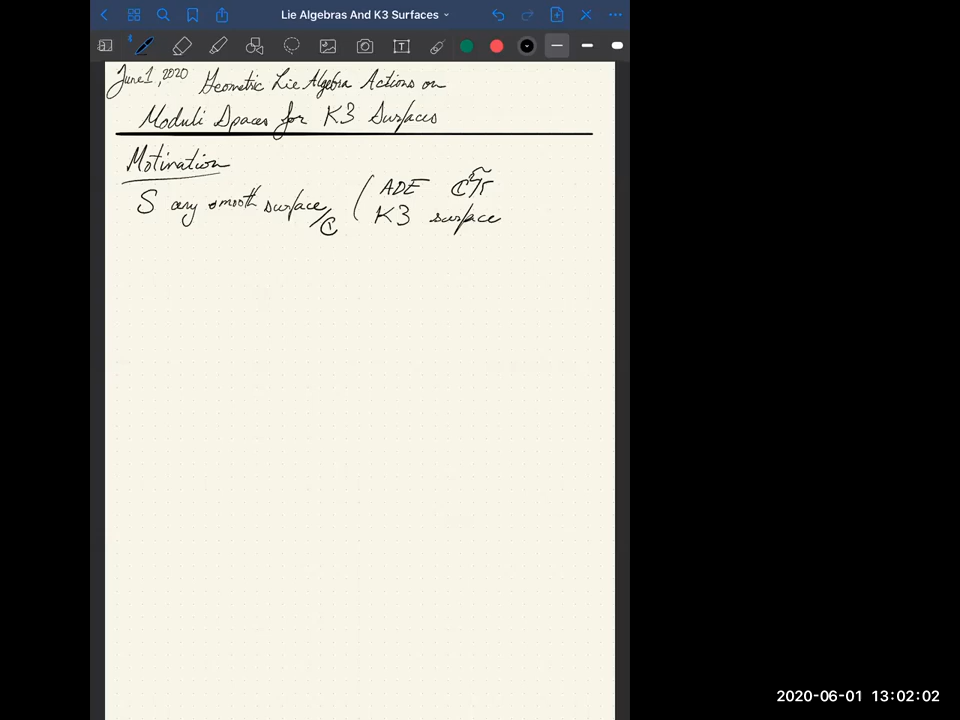 Lie Algebras And K3 Surfaces
June 1, 2020 Geometric Lie Algebra Actions on
Moduli Spaces for K3 Surfaces
Motivation
S any smooth surface/ℂ ( ADE
K3 surface
2020-06-01 13:02:02